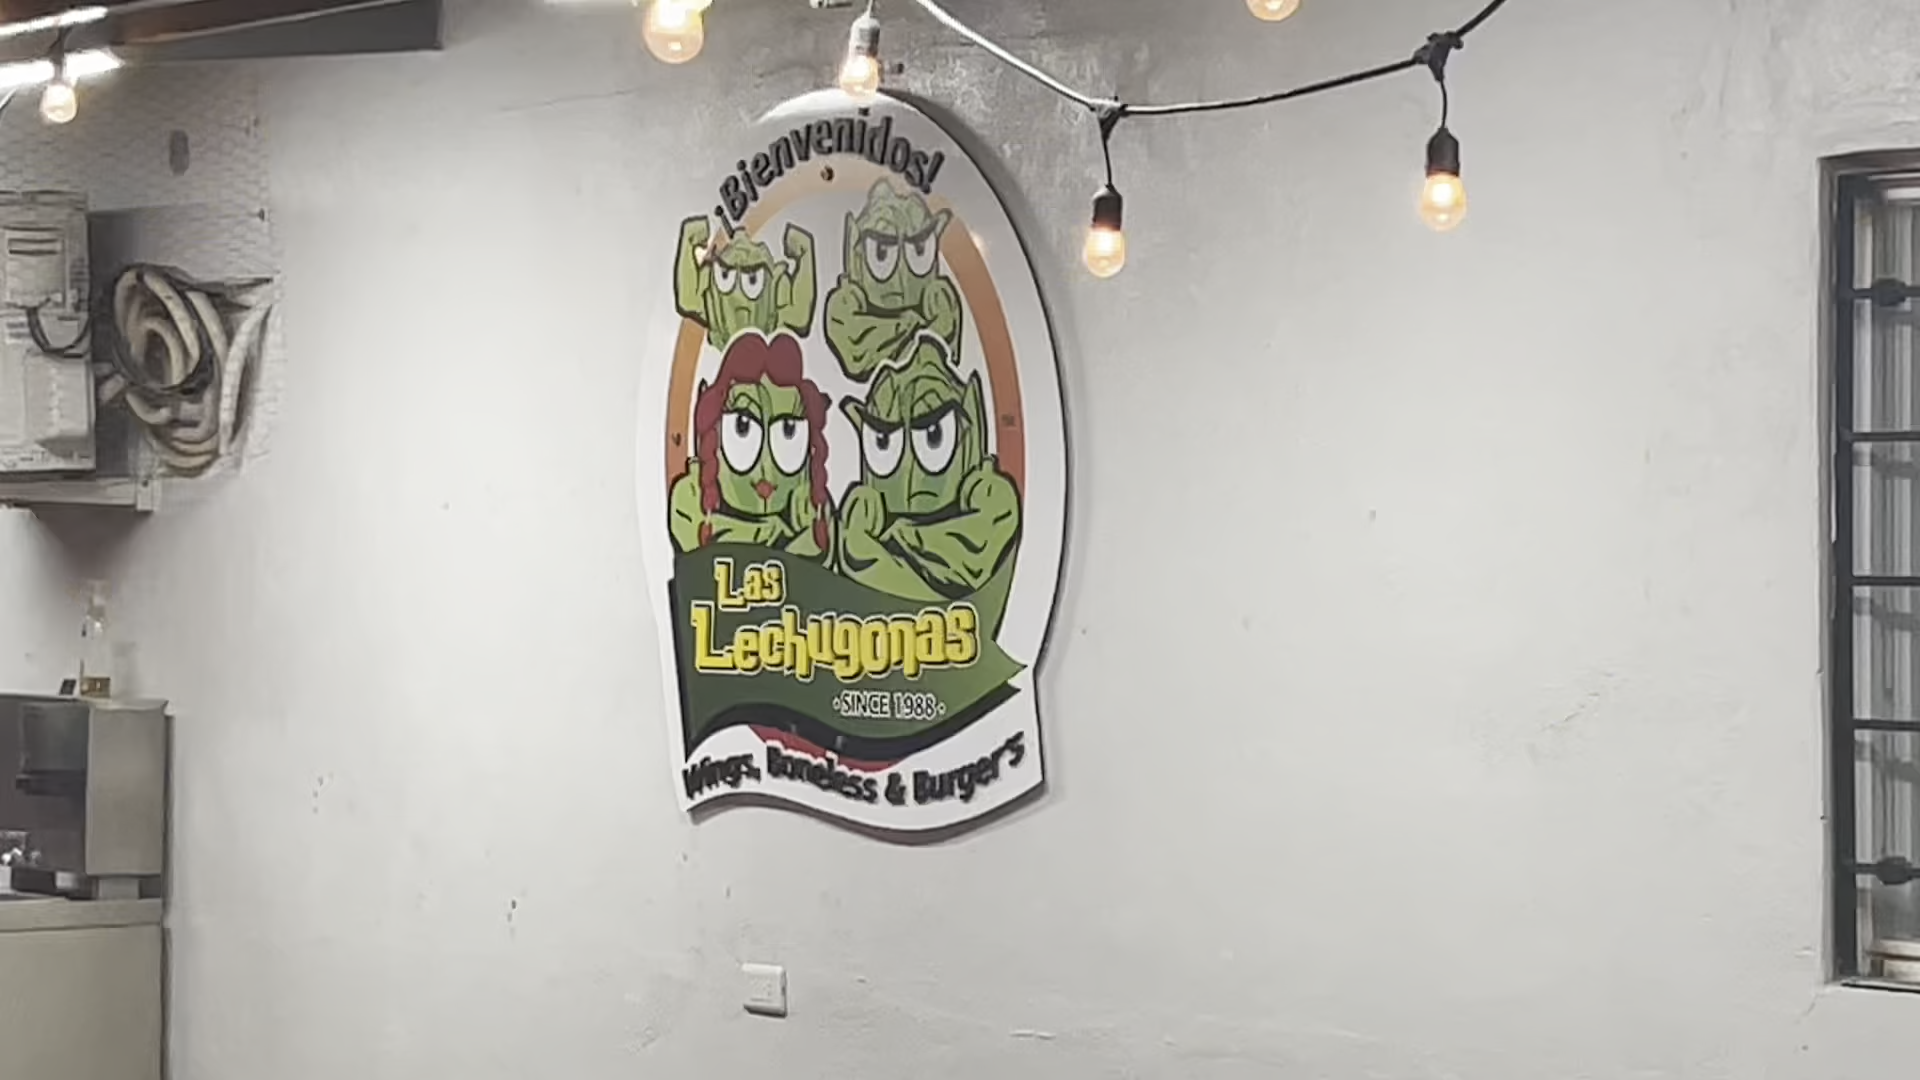 ¡Bienvenidos!
Las
Lechugonas
·SINCE 1988·
Wings, Boneless & Burger's